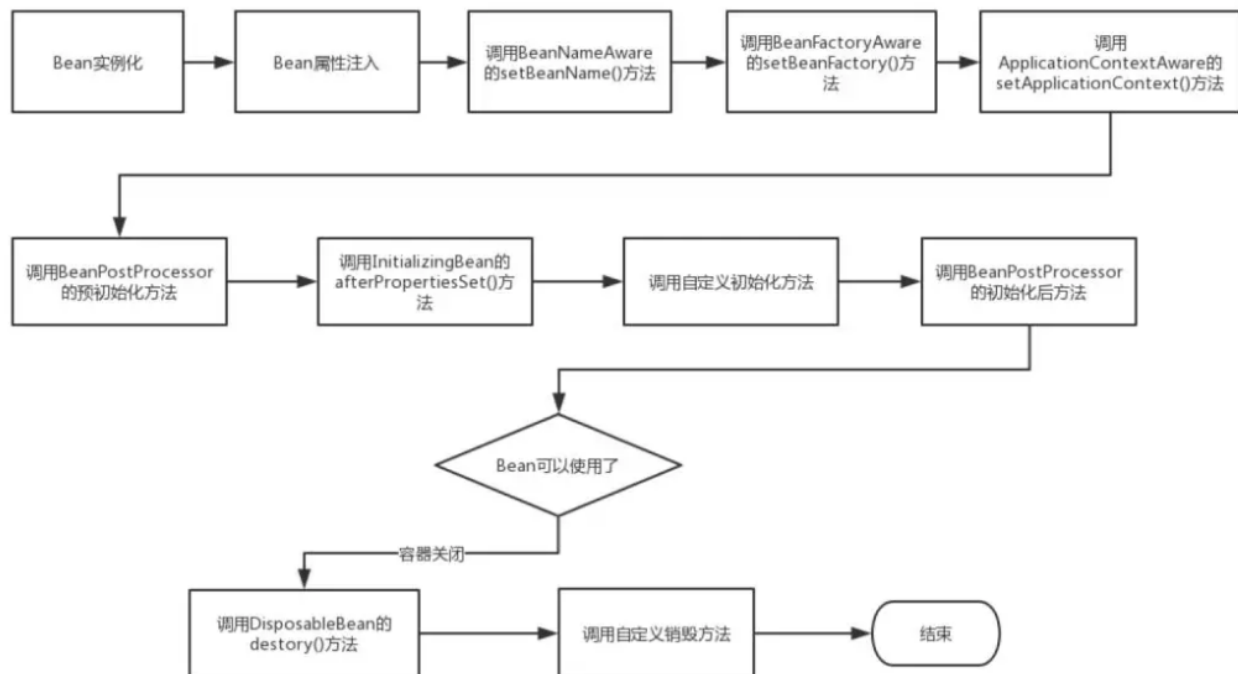 Bean实例化
Bean属性注入
调用BeanNameAware
的setBeanName()方法
调用BeanFactoryAware
的setBeanFactory()方
法
调用
ApplicationContextAware的
setApplicationContext()方法
调用BeanPostProcessor
的预初始化方法
调用InitializingBean的
afterPropertiesSet()方
法
调用自定义初始化方法
调用BeanPostProcessor
的初始化后方法
Bean可以使用了
容器关闭
调用DisposableBean的
destory()方法
调用自定义销毁方法
结束